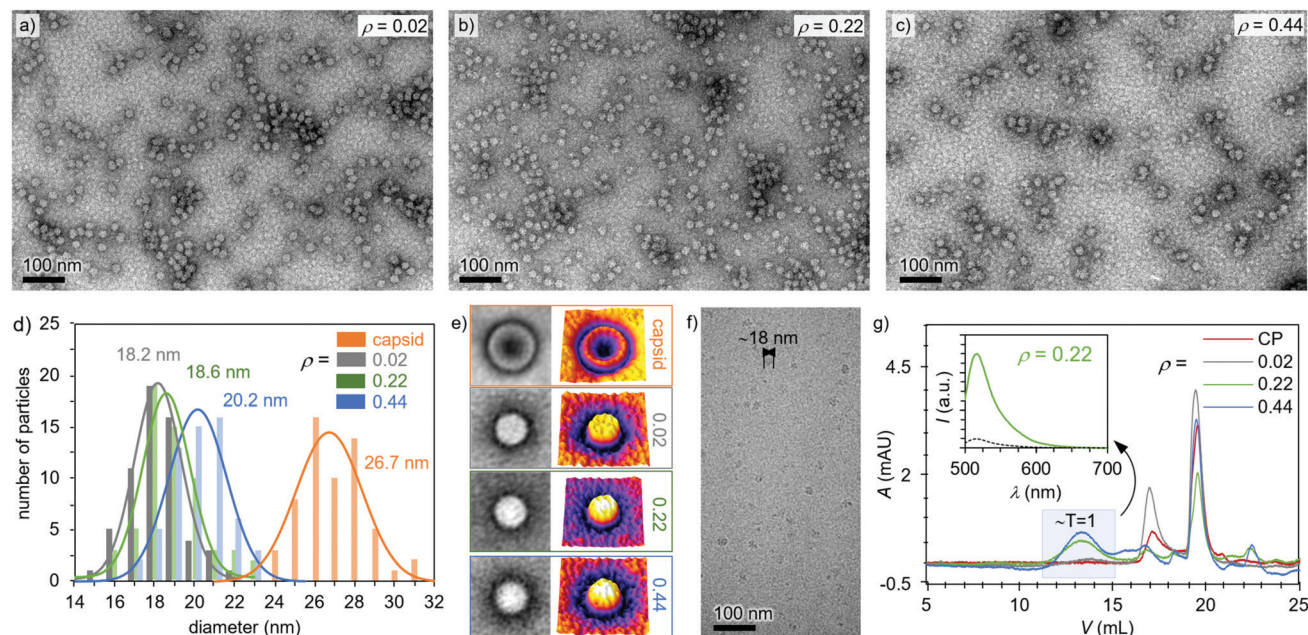 a)
ρ = 0.02
100 nm
b)
ρ = 0.22
100 nm
c)
ρ = 0.44
100 nm
d)
25
20
15
10
5
0
number of particles
14 16 18 20 22 24 26 28 30 32
diameter (nm)
18.2 nm
18.6 nm
20.2 nm
26.7 nm
capsid
ρ = 0.02
0.22
0.44
e)
capsid
0.02
0.22
0.44
f)
~18 nm
100 nm
g)
4.5
2
-0.5
A (mAU)
5 10 15 20 25
V (mL)
I (a.u.)
ρ = 0.22
500 600 700
λ (nm)
~T=1
CP
ρ = 0.02
0.22
0.44